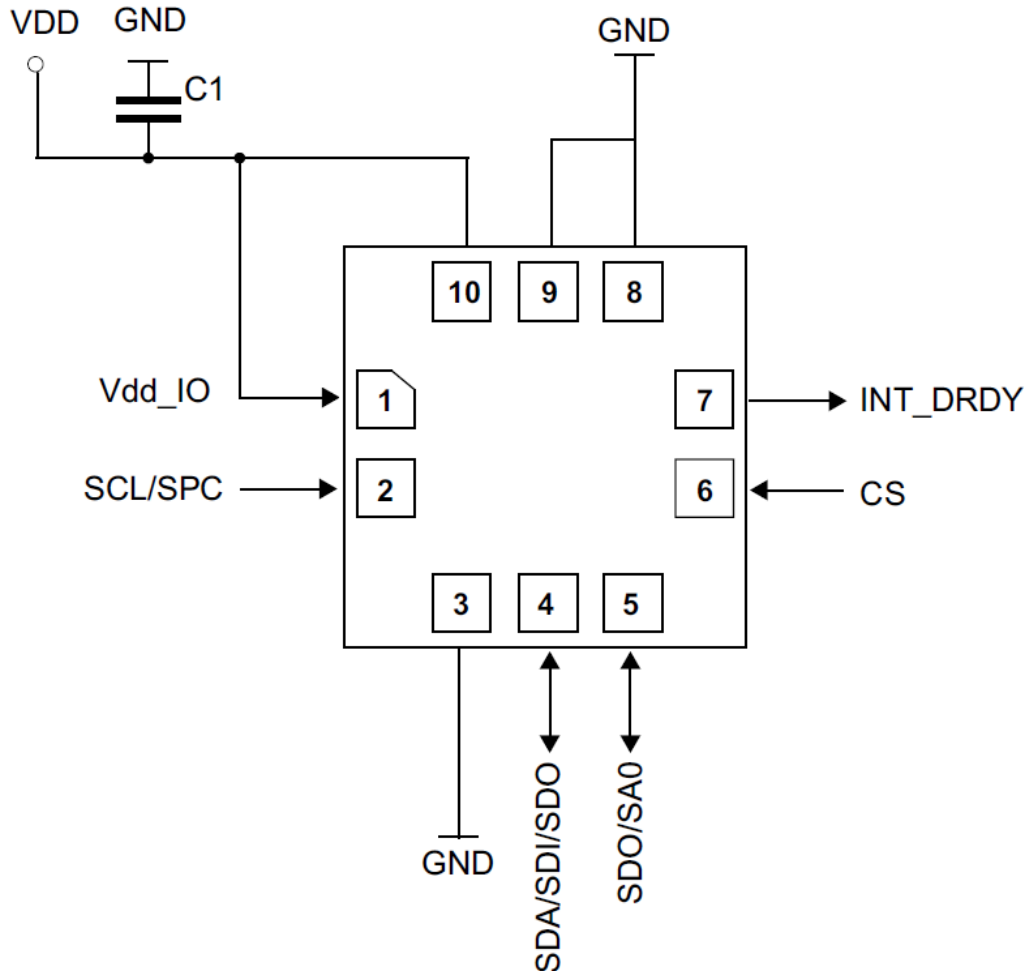 VDD
GND
C1
GND
10
9
8
Vdd_IO
1
7
INT_DRDY
SCL/SPC
2
6
CS
3
4
5
GND
SDA/SDI/SDO
SDO/SA0